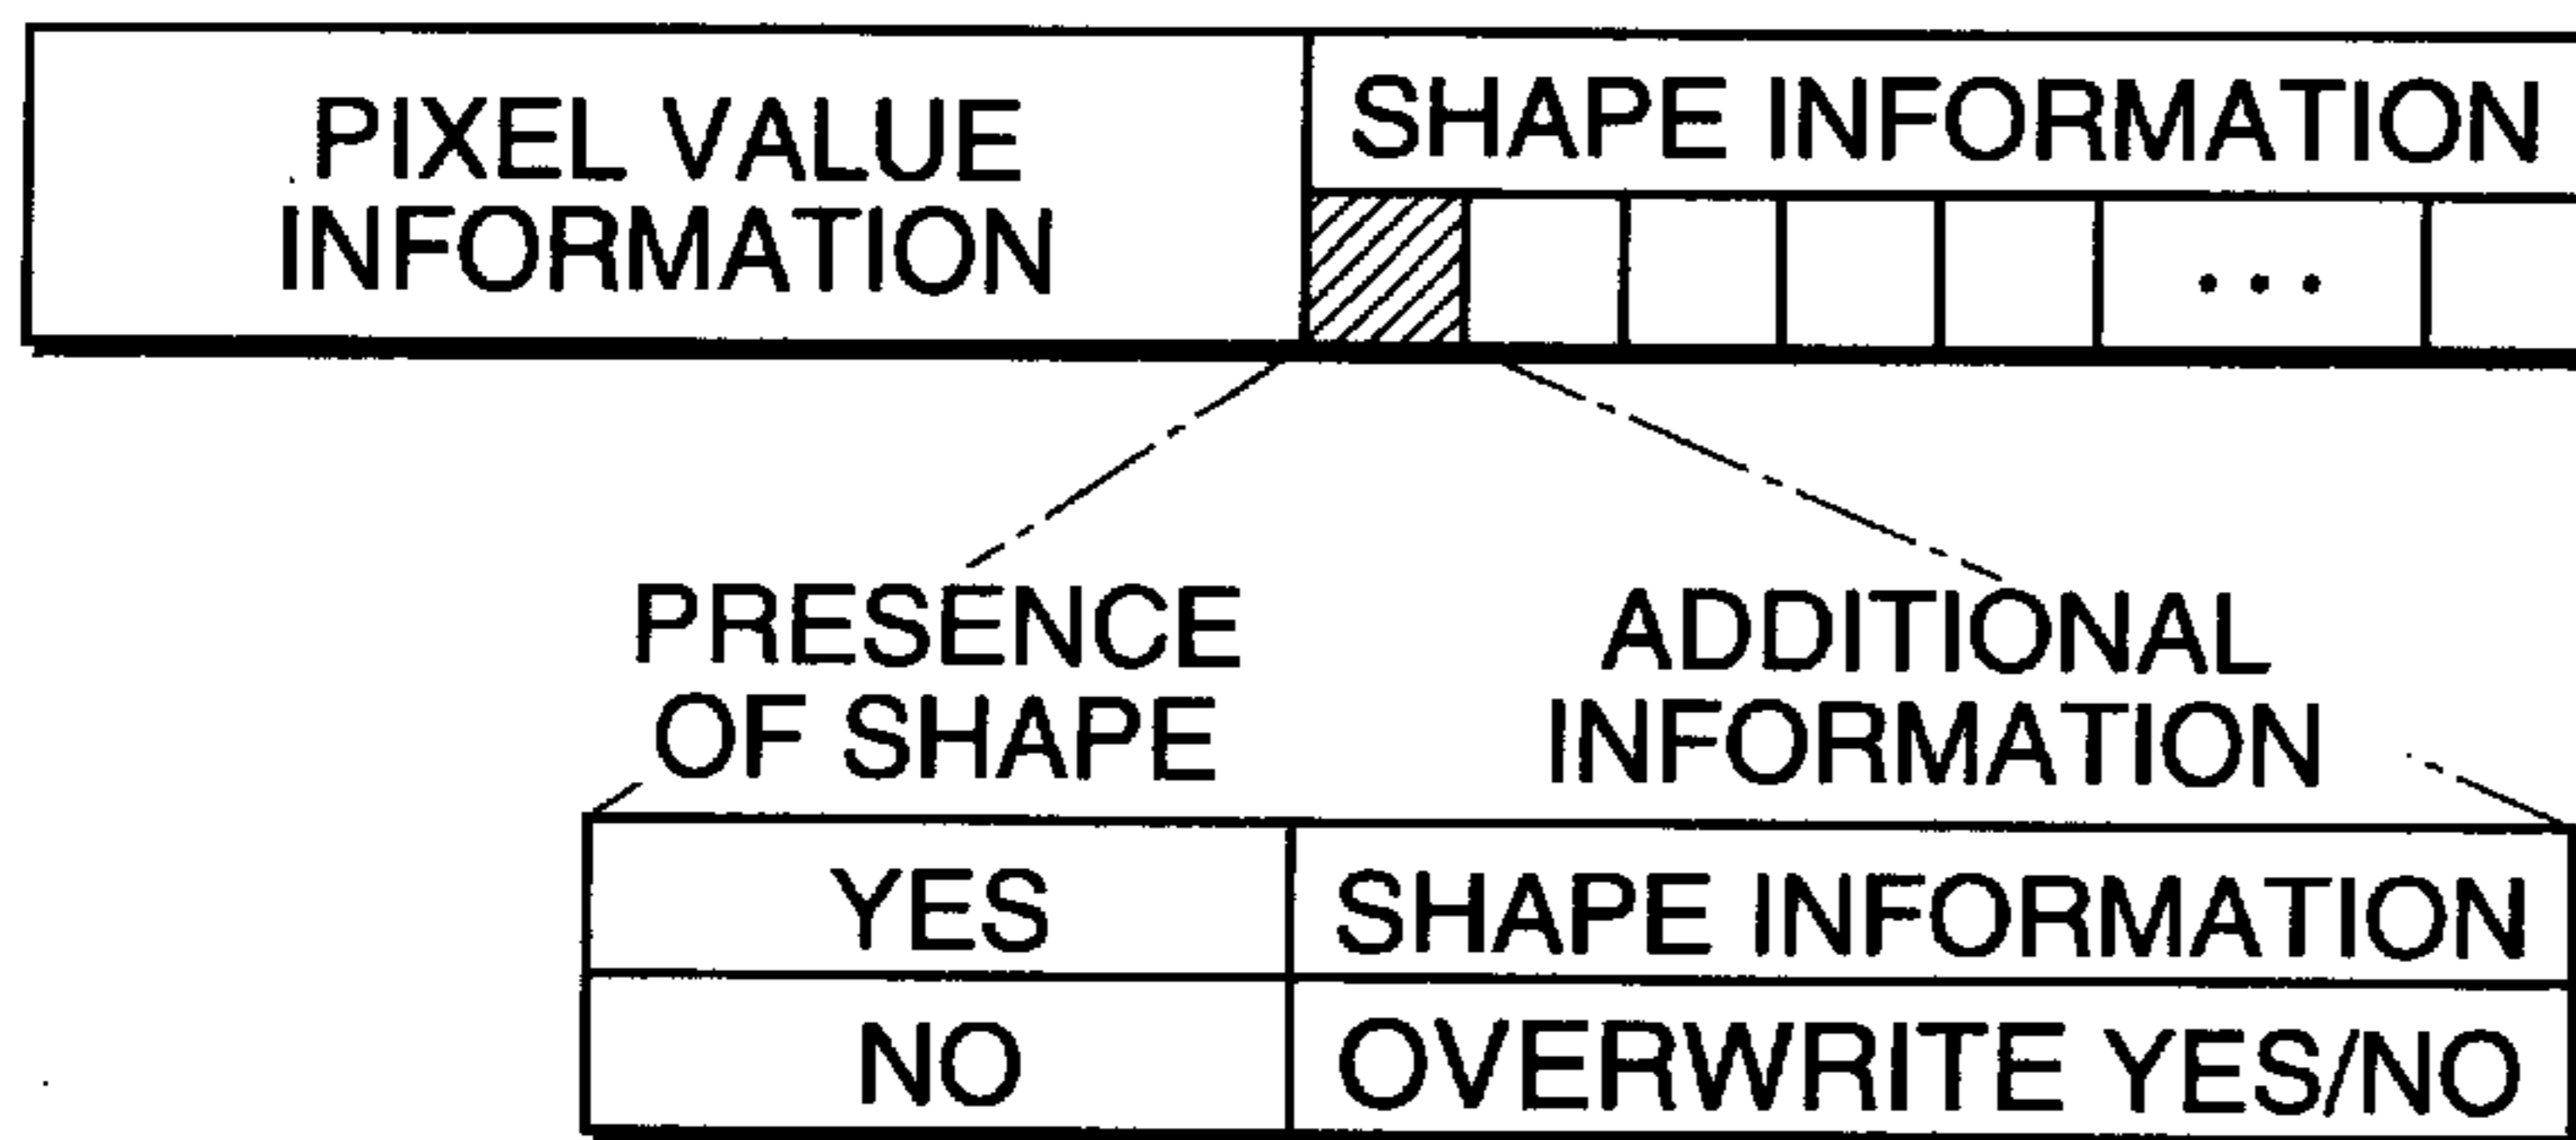 PIXEL VALUE
INFORMATION
SHAPE INFORMATION
...
PRESENCE
OF SHAPE
ADDITIONAL
INFORMATION
YES
SHAPE INFORMATION
NO
OVERWRITE YES/NO